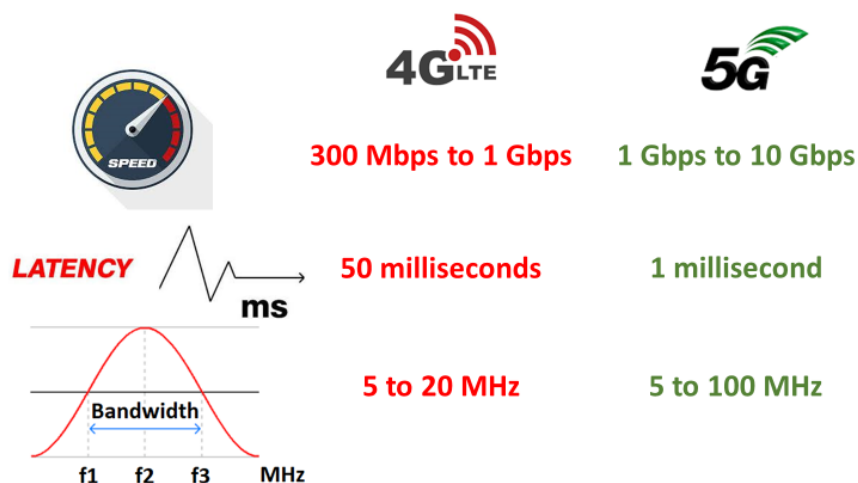 4G LTE
5G
SPEED
300 Mbps to 1 Gbps
1 Gbps to 10 Gbps
LATENCY
ms
50 milliseconds
1 millisecond
Bandwidth
5 to 20 MHz
5 to 100 MHz
f1 f2 f3 MHz